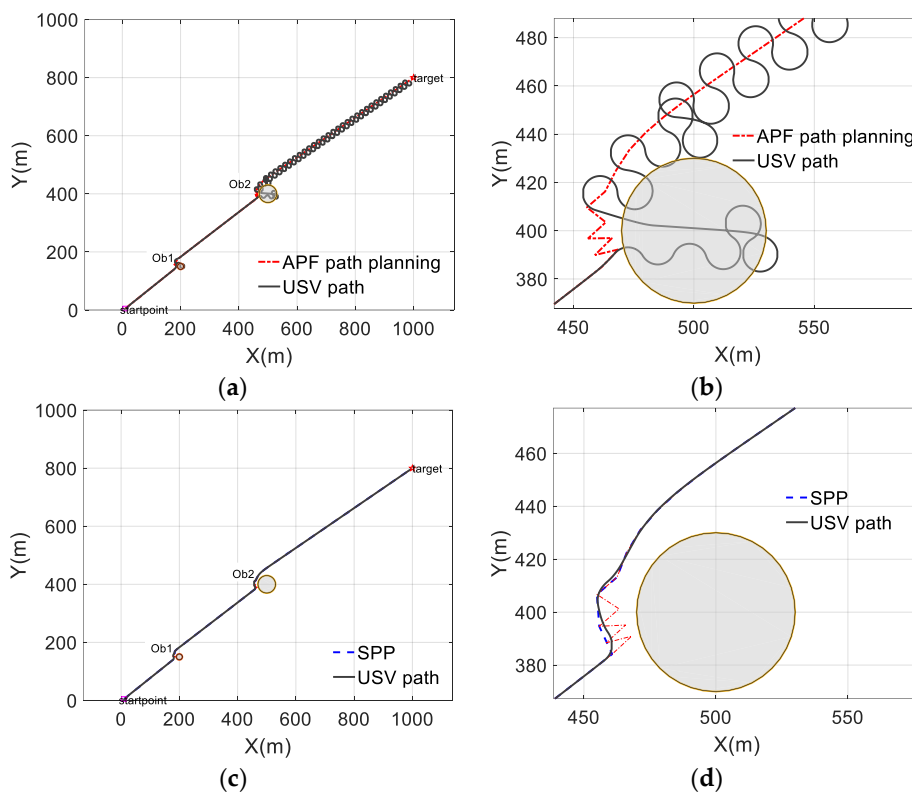 1000
800
600
400
200
0
Y(m)
target
Ob2
Ob1
startpoint
APF path planning
USV path
0 200 400 600 800 1000
X(m)
(a)
480
460
440
420
400
380
Y(m)
APF path planning
USV path
450 500 550
X(m)
(b)
1000
800
600
400
200
0
Y(m)
target
Ob2
Ob1
startpoint
SPP
USV path
0 200 400 600 800 1000
X(m)
(c)
460
440
420
400
380
Y(m)
SPP
USV path
450 500 550
X(m)
(d)